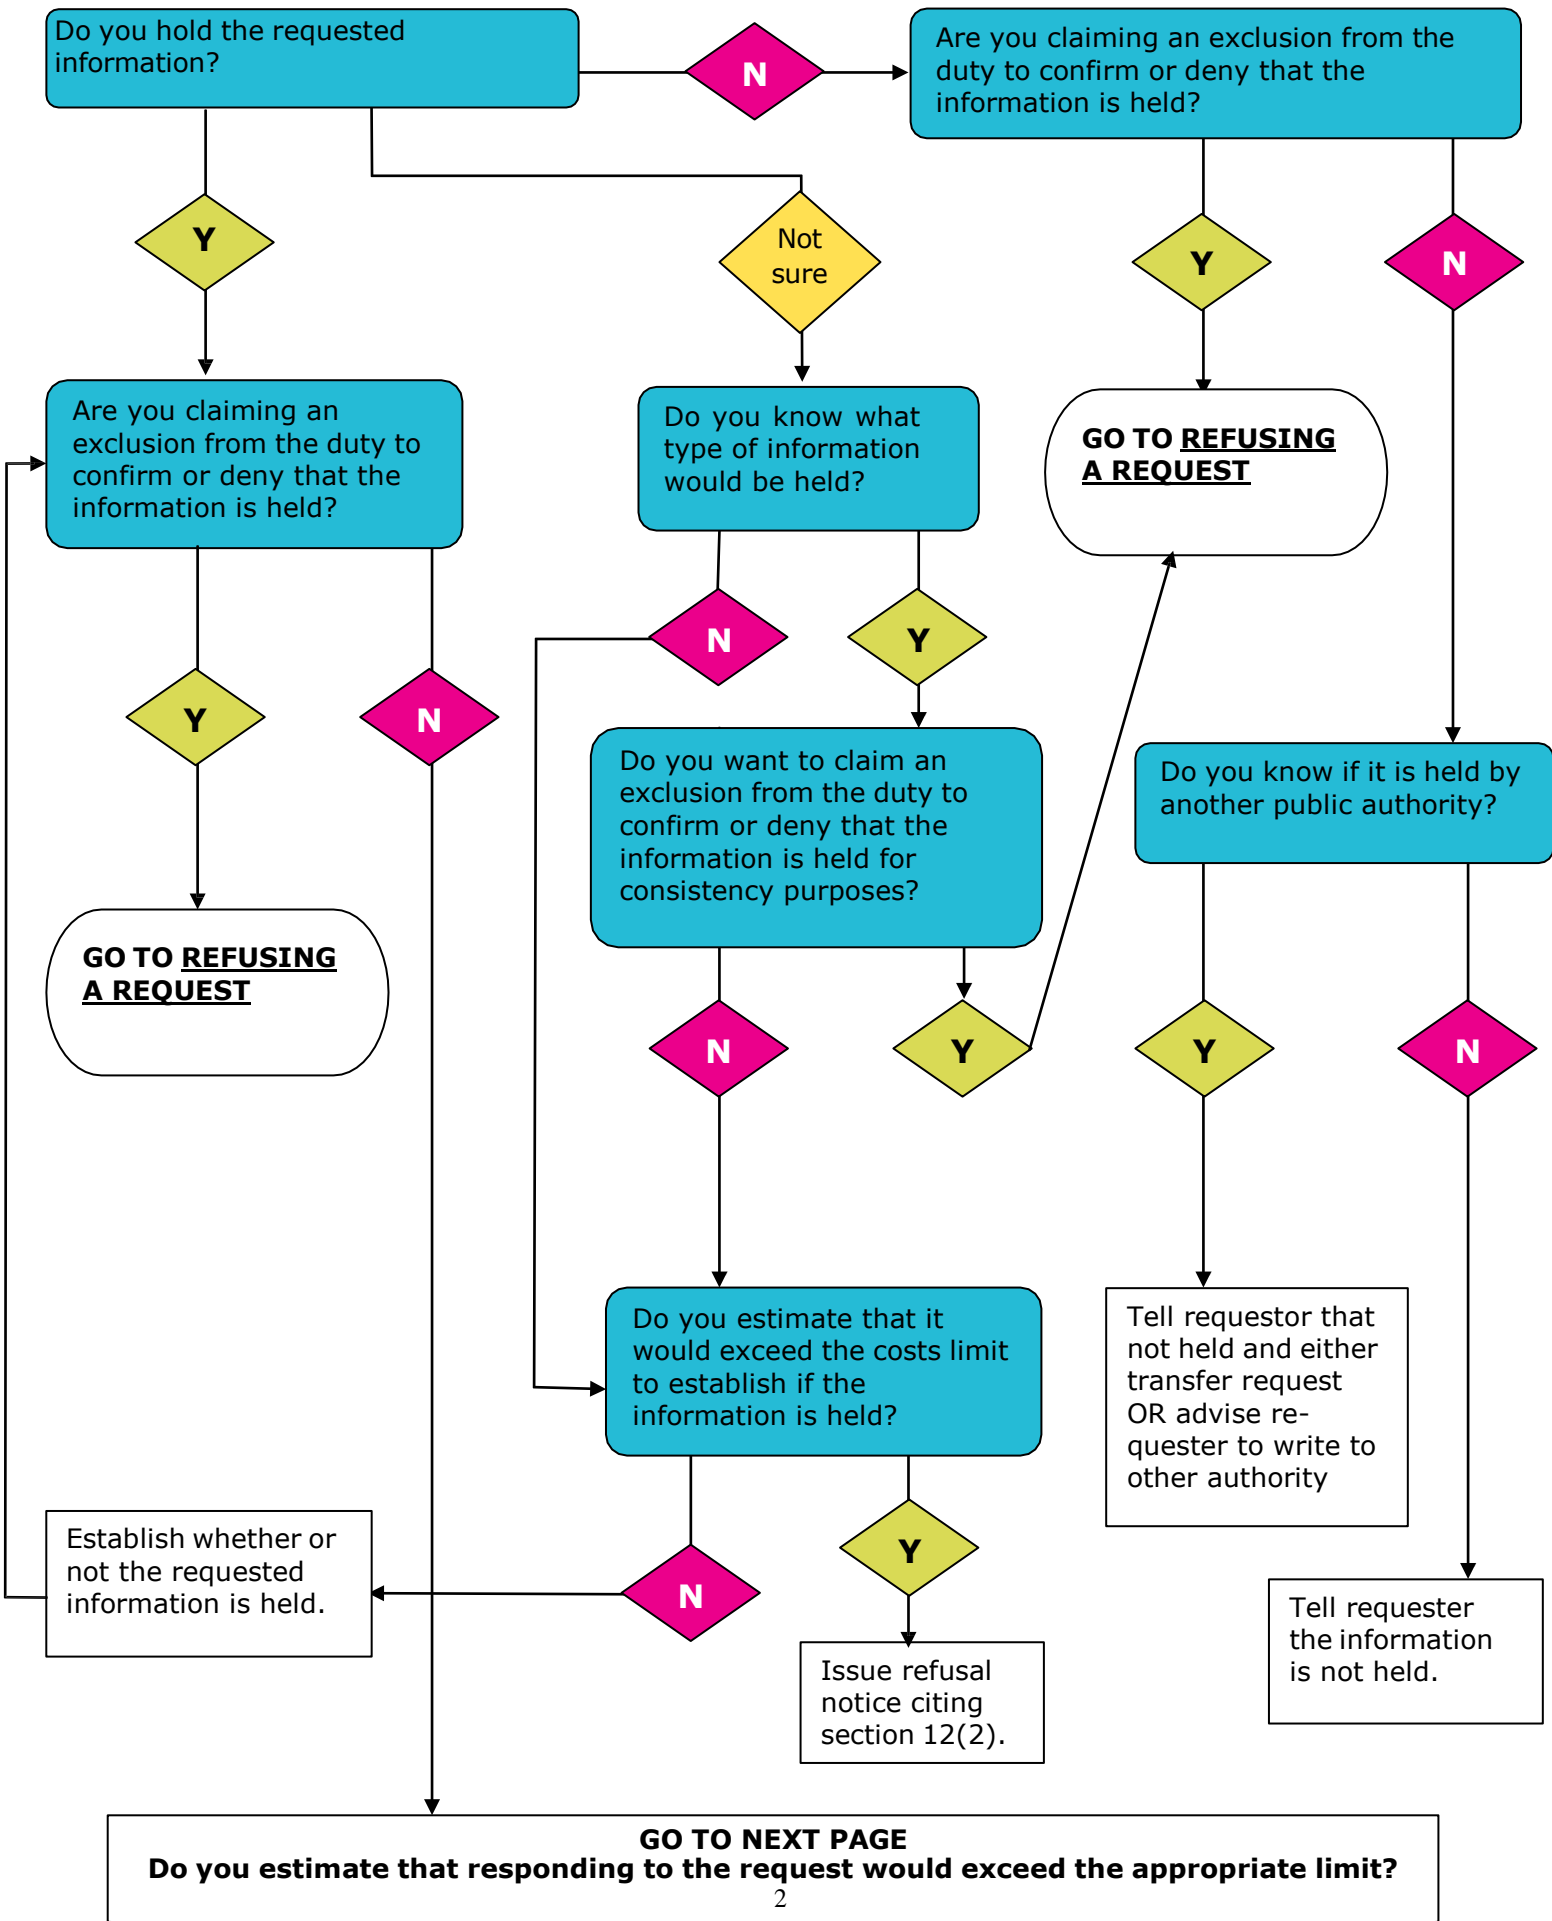 Do you hold the requested
information?
N
Are you claiming an exclusion from the
duty to confirm or deny that the
information is held?
Y
Not
sure
Y
N
Are you claiming an
exclusion from the duty to
confirm or deny that the
information is held?
Do you know what
type of information
would be held?
GO TO REFUSING
A REQUEST
N
Y
Y
N
Do you want to claim an
exclusion from the duty to
confirm or deny that the
information is held for
consistency purposes?
Do you know if it is held by
another public authority?
GO TO REFUSING
A REQUEST
N
Y
Y
N
Do you estimate that it
would exceed the costs limit
to establish if the
information is held?
Tell requestor that
not held and either
transfer request
OR advise re-
quester to write to
other authority
Establish whether or
not the requested
information is held.
N
Y
Tell requester
the information
is not held.
Issue refusal
notice citing
section 12(2).
GO TO NEXT PAGE
Do you estimate that responding to the request would exceed the appropriate limit?
2